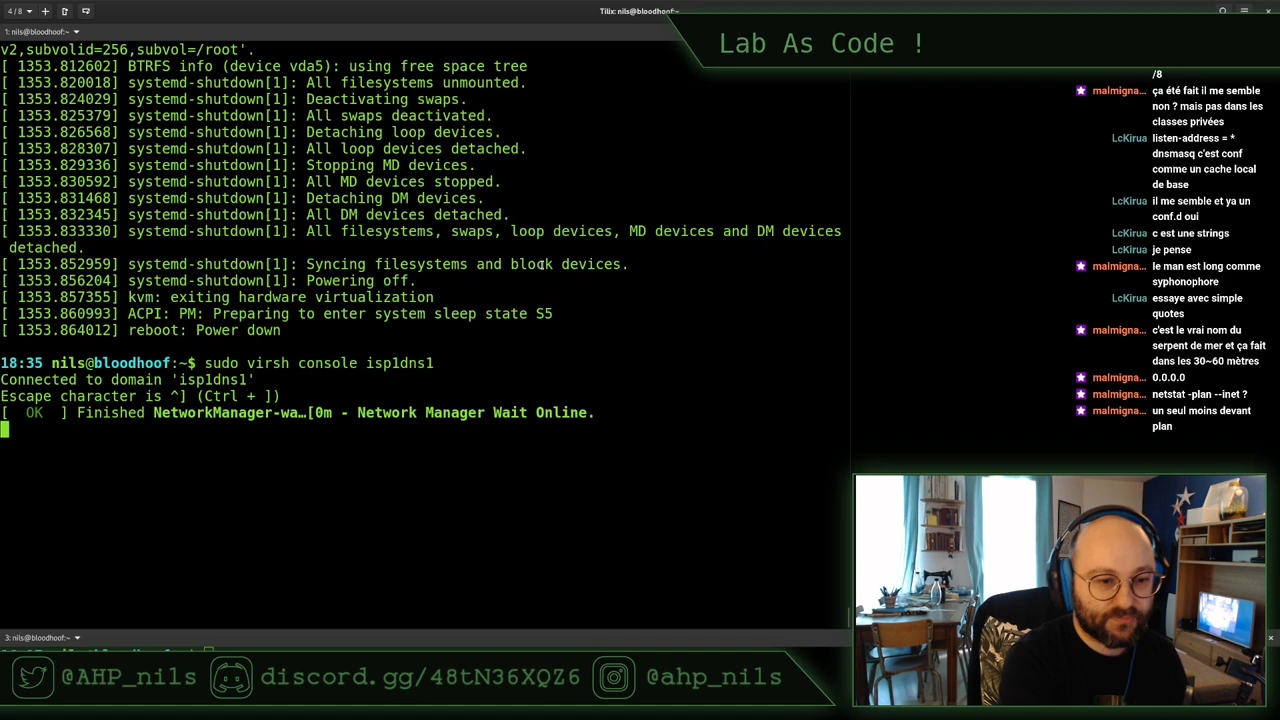 4 / 8
Tilix: nils@bloodhoof:~
1: nils@bloodhoof:~
v2,subvolid=256,subvol=/root'.
[ 1353.812602] BTRFS info (device vda5): using free space tree
[ 1353.820018] systemd-shutdown[1]: All filesystems unmounted.
[ 1353.824029] systemd-shutdown[1]: Deactivating swaps.
[ 1353.825379] systemd-shutdown[1]: All swaps deactivated.
[ 1353.826568] systemd-shutdown[1]: Detaching loop devices.
[ 1353.828307] systemd-shutdown[1]: All loop devices detached.
[ 1353.829336] systemd-shutdown[1]: Stopping MD devices.
[ 1353.830592] systemd-shutdown[1]: All MD devices stopped.
[ 1353.831468] systemd-shutdown[1]: Detaching DM devices.
[ 1353.832345] systemd-shutdown[1]: All DM devices detached.
[ 1353.833330] systemd-shutdown[1]: All filesystems, swaps, loop devices, MD devices and DM devices
detached.
[ 1353.852959] systemd-shutdown[1]: Syncing filesystems and block devices.
[ 1353.856204] systemd-shutdown[1]: Powering off.
[ 1353.857355] kvm: exiting hardware virtualization
[ 1353.860993] ACPI: PM: Preparing to enter system sleep state S5
[ 1353.864012] reboot: Power down
18:35 nils@bloodhoof:~$ sudo virsh console isp1dns1
Connected to domain 'isp1dns1'
Escape character is ^] (Ctrl + ])
[  OK  ] Finished NetworkManager-wa…[0m - Network Manager Wait Online.
3: nils@bloodhoof:~
Lab As Code !
/8
malmigna... ça été fait il me semble
non ? mais pas dans les
classes privées
LcKirua listen-address = *
dnsmasq c'est conf
comme un cache local
de base
LcKirua il me semble et ya un
conf.d oui
LcKirua c est une strings
LcKirua je pense
malmigna... le man est long comme
syphonophore
LcKirua essaye avec simple
quotes
malmigna... c'est le vrai nom du
serpent de mer et ça fait
dans les 30~60 mètres
malmigna... 0.0.0.0
malmigna... netstat -plan --inet ?
malmigna... un seul moins devant
plan
@AHP_nils
discord.gg/48tN36XQZ6
@ahp_nils